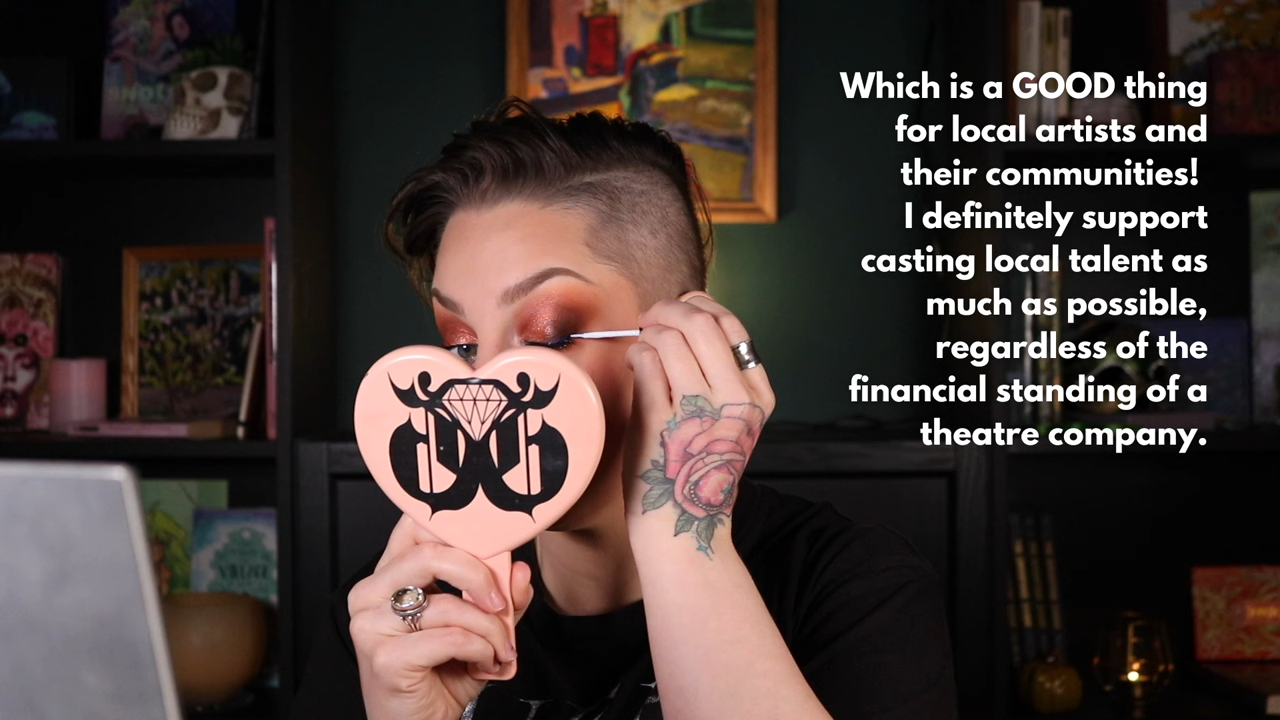 Which is a GOOD thing
for local artists and
their communities!
I definitely support
casting local talent as
much as possible,
regardless of the
financial standing of a
theatre company.